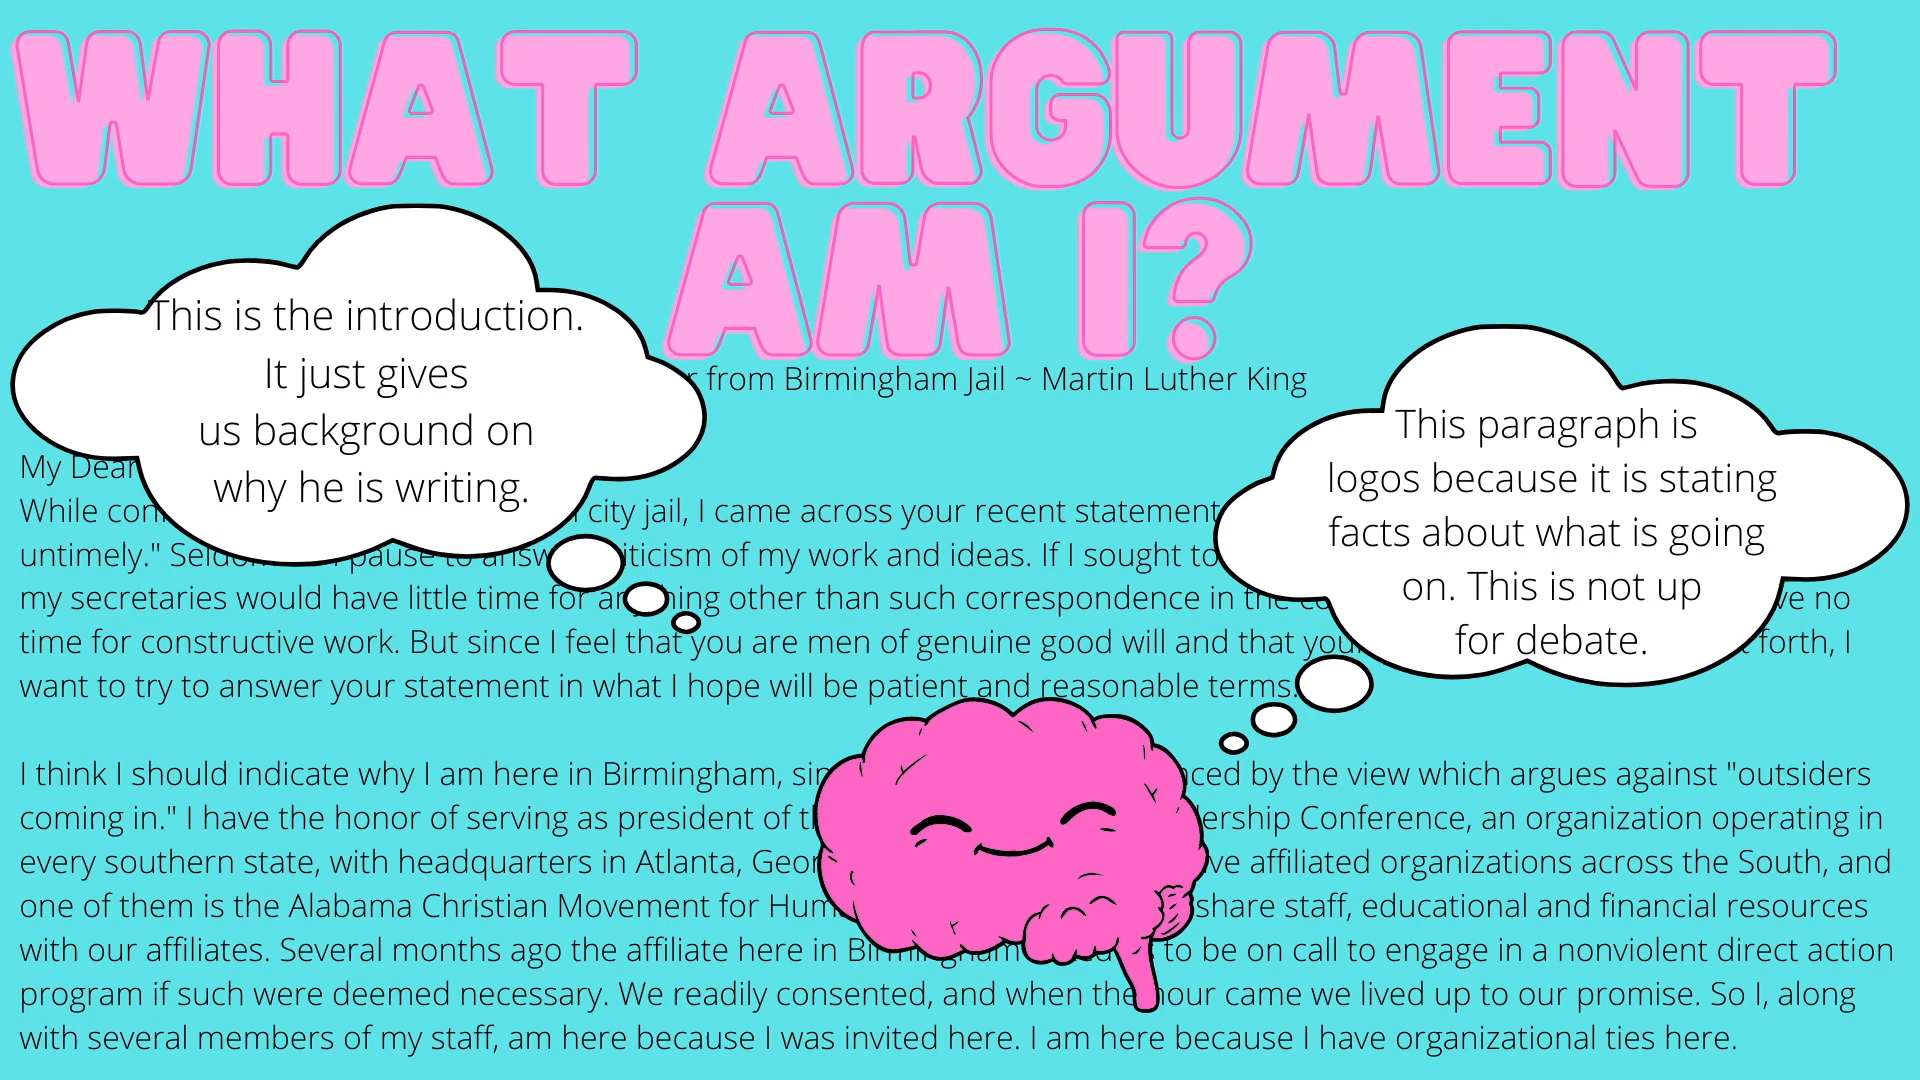 WHAT ARGUMENT
AM I?
This is the introduction.
It just gives
us background on
why he is writing.
This paragraph is
logos because it is stating
facts about what is going
on. This is not up
for debate.
from Birmingham Jail ~ Martin Luther King
My Dear
While city jail, I came across your recent statement
untimely." pause to criticism of my work and ideas. If I sought to
my secretaries would have little time for anything other than such correspondence in the no
time for constructive work. But since I feel that you are men of genuine good will and that forth, I
want to try to answer your statement in what I hope will be patient and reasonable terms.
I think I should indicate why I am here in Birmingham, by the view which argues against "outsiders
coming in." I have the honor of serving as president of Conference, an organization operating in
every southern state, with headquarters in Atlanta, affiliated organizations across the South, and
one of them is the Alabama Christian Movement for share staff, educational and financial resources
with our affiliates. Several months ago the affiliate here in Birmingham to be on call to engage in a nonviolent direct action
program if such were deemed necessary. We readily consented, and when the hour came we lived up to our promise. So I, along
with several members of my staff, am here because I was invited here. I am here because I have organizational ties here.